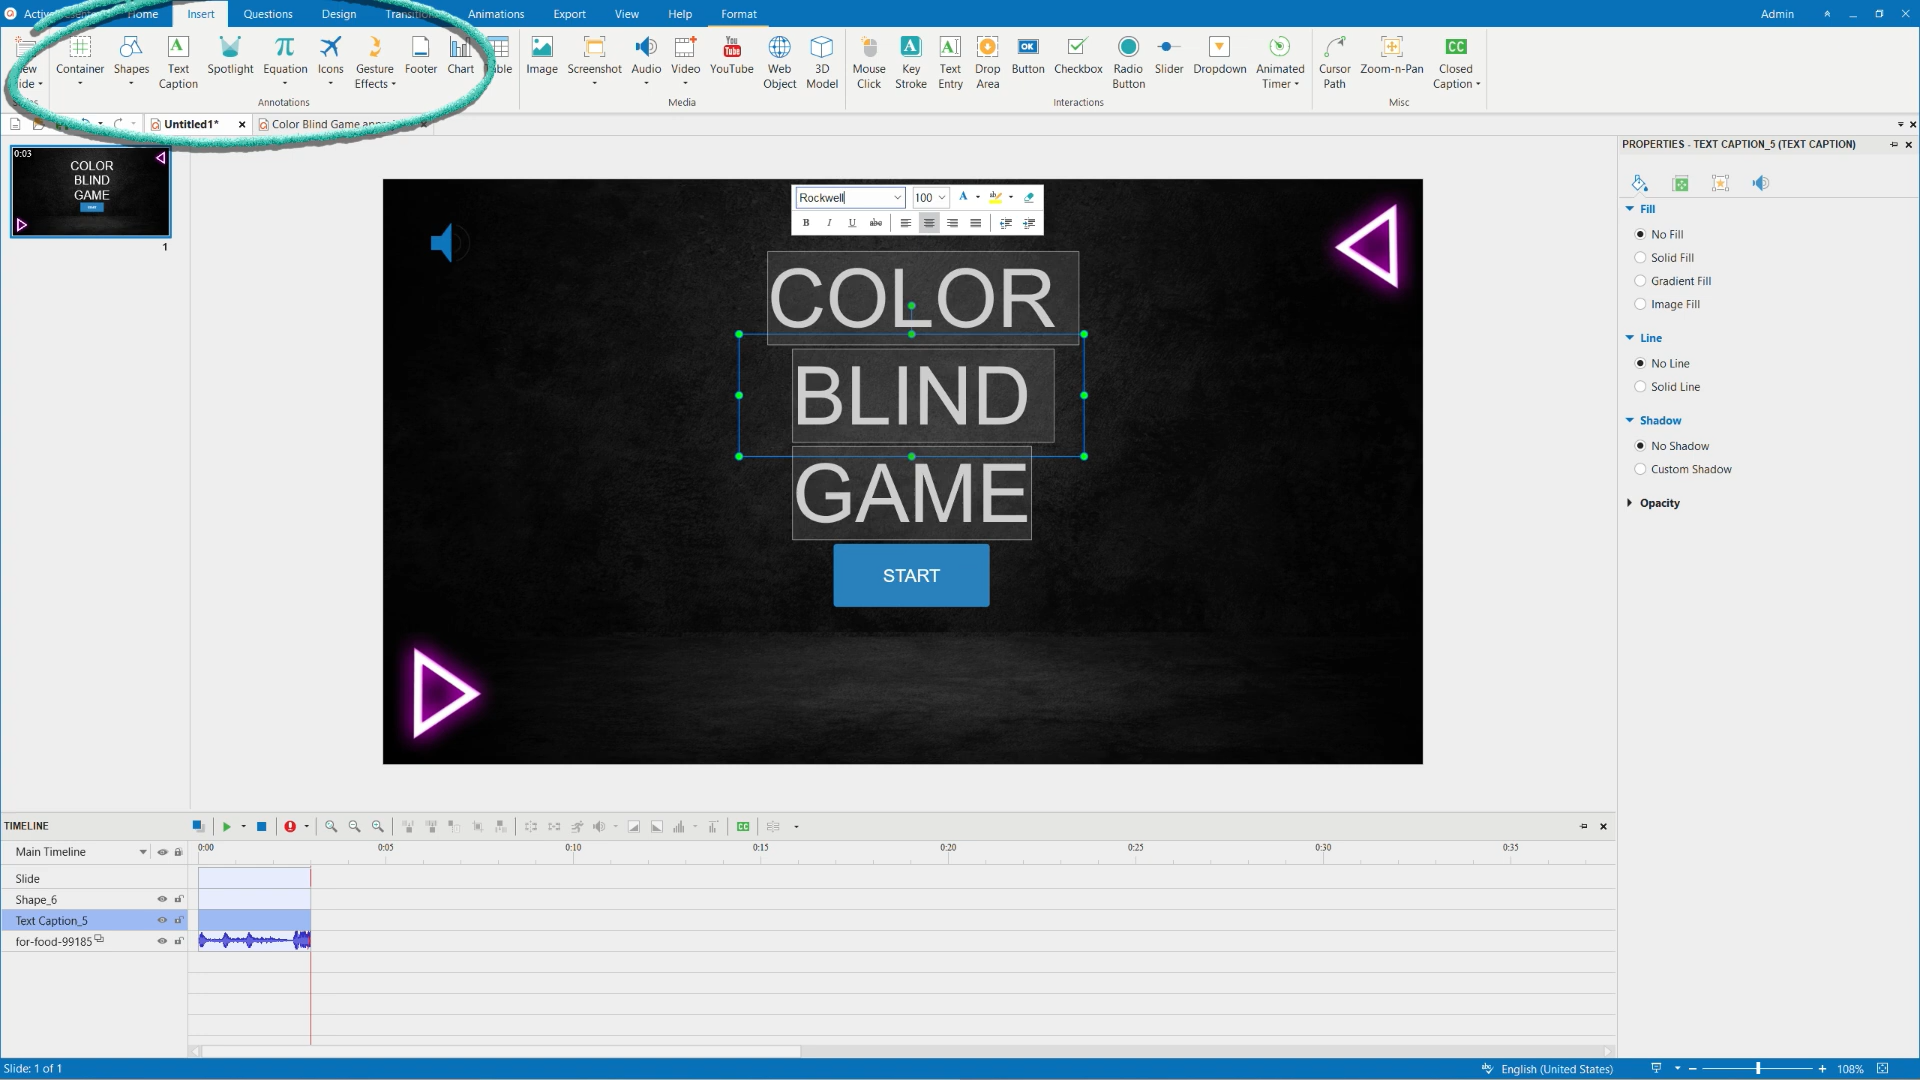 Home Insert Questions Design Transitions Animations Export View Help Format Admin
Container Shapes Text Caption Spotlight Equation Icons Gesture Effects Footer Chart Image Screenshot Audio Video YouTube Web Object 3D Model Mouse Click Key Stroke Text Entry Drop Area Button Checkbox Radio Button Slider Dropdown Animated Timer Cursor Path Zoom-n-Pan Closed Caption
Annotations Media Interactions Misc
Untitled1* Color Blind Game
PROPERTIES - TEXT CAPTION_5 (TEXT CAPTION)
0:03
COLOR
BLIND
GAME
START
1
Rockwell 100
B I U abc
COLOR
BLIND
GAME
START
Fill
No Fill
Solid Fill
Gradient Fill
Image Fill
Line
No Line
Solid Line
Shadow
No Shadow
Custom Shadow
Opacity
TIMELINE
Main Timeline 0:00 0:05 0:10 0:15 0:20 0:25 0:30 0:35
Slide
Shape_6
Text Caption_5
for-food-99185
Slide: 1 of 1 English (United States) 108%